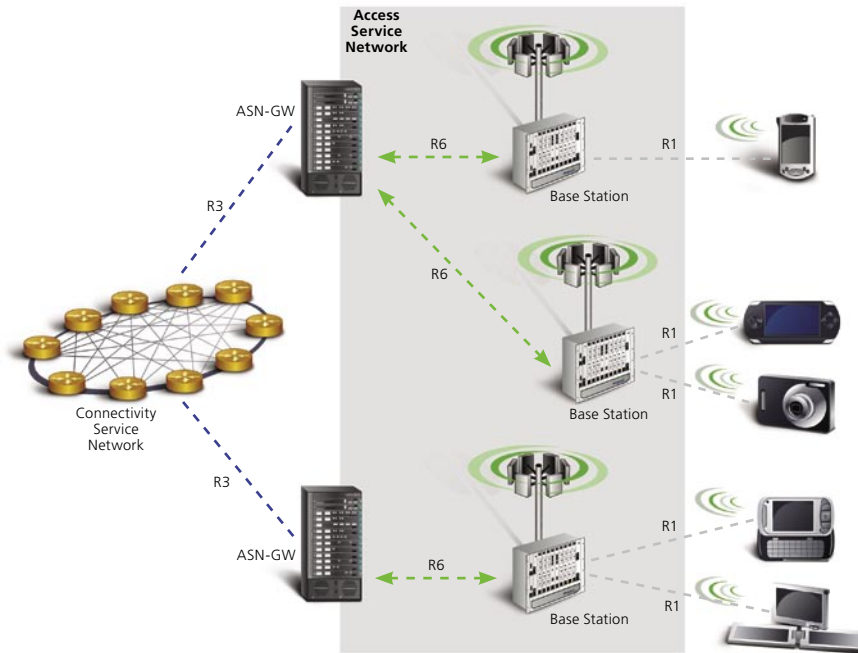 Access
Service
Network
ASN-GW
R6
R1
Base Station
R3
R6
R1
R1
Base Station
Connectivity
Service
Network
R3
R1
ASN-GW
R6
R1
Base Station